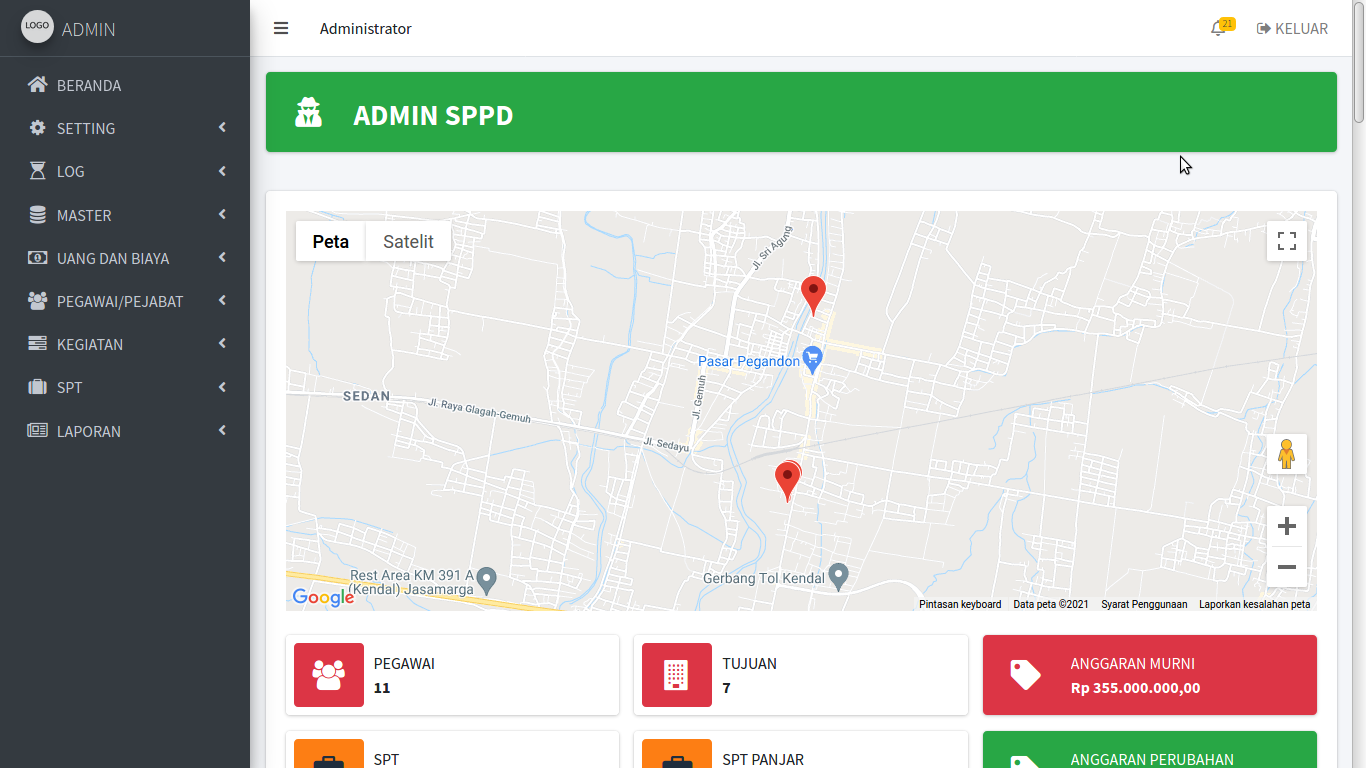 LOGO
ADMIN
BERANDA
SETTING
LOG
MASTER
UANG DAN BIAYA
PEGAWAI/PEJABAT
KEGIATAN
SPT
LAPORAN
Administrator
21
KELUAR
ADMIN SPPD
Peta
Satelit
Jl. Sri Agung
Pasar Pegandon
SEDAN
Jl. Raya Glagah-Gemuh
Jl. Gemuh
Jl. Sedayu
Rest Area KM 391 A
(Kendal) Jasamarga
Gerbang Tol Kendal
Google
Pintasan keyboard
Data peta ©2021
Syarat Penggunaan
Laporkan kesalahan peta
PEGAWAI
11
TUJUAN
7
ANGGARAN MURNI
Rp 355.000.000,00
SPT
SPT PANJAR
ANGGARAN PERUBAHAN